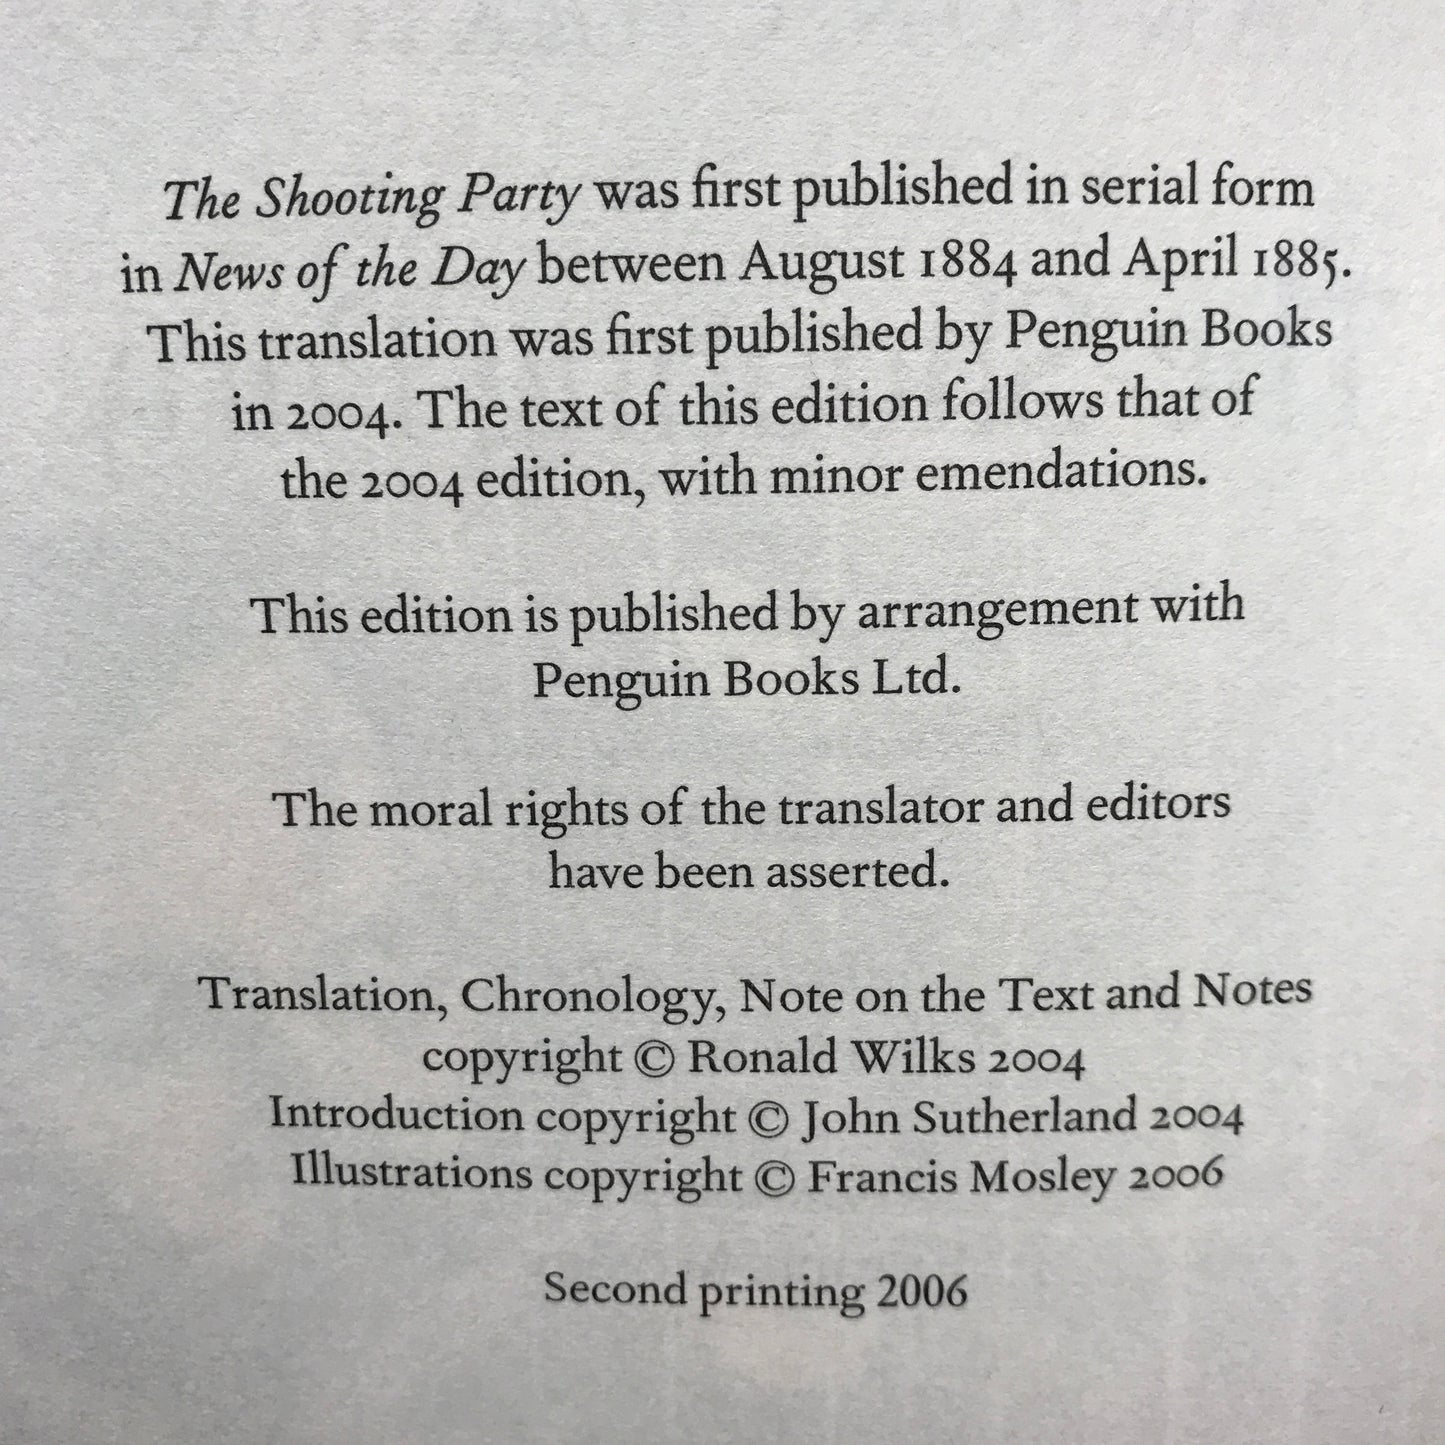 The Shooting Party was first published in serial form
in News of the Day between August 1884 and April 1885.
This translation was first published by Penguin Books
in 2004. The text of this edition follows that of
the 2004 edition, with minor emendations.
This edition is published by arrangement with
Penguin Books Ltd.
The moral rights of the translator and editors
have been asserted.
Translation, Chronology, Note on the Text and Notes
copyright © Ronald Wilks 2004
Introduction copyright © John Sutherland 2004
Illustrations copyright © Francis Mosley 2006
Second printing 2006